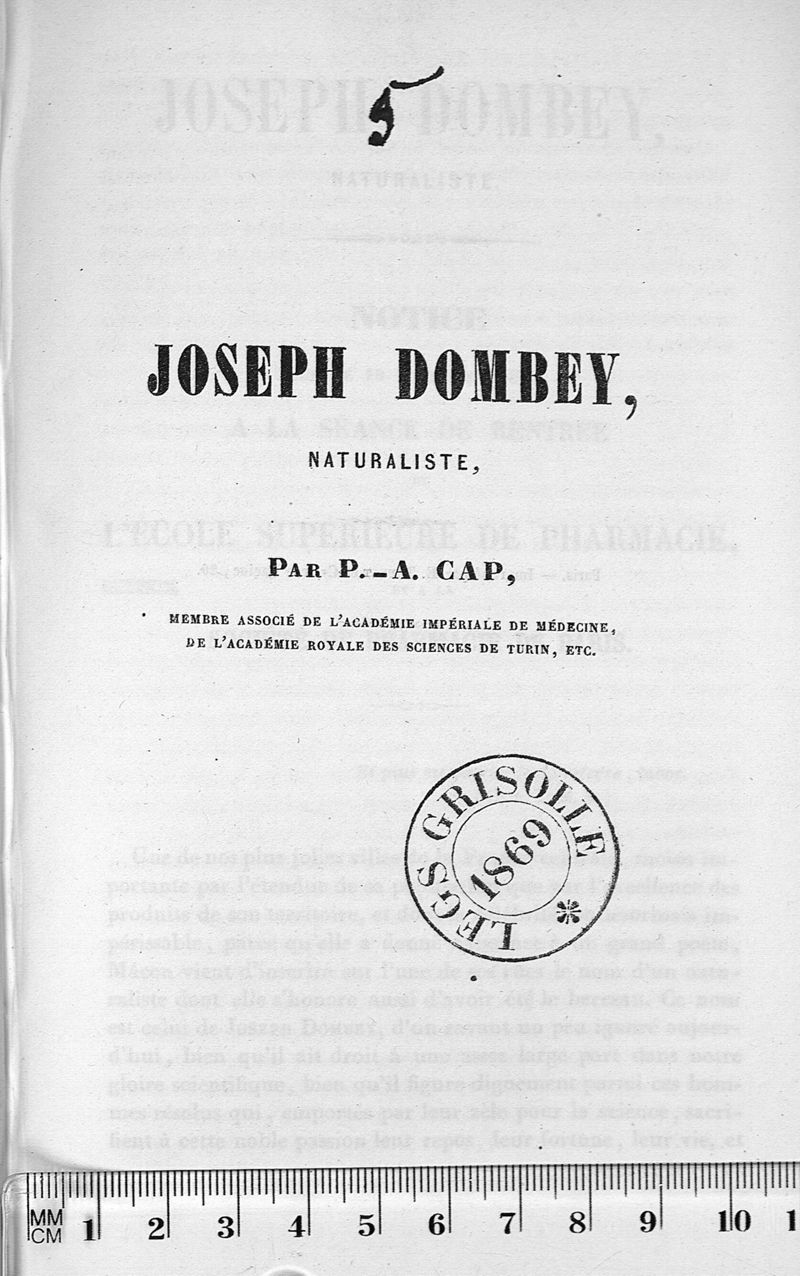 5
JOSEPH DOMBEY,
NATURALISTE,
PAR P.-A. CAP,
MEMBRE ASSOCIÉ DE L'ACADÉMIE IMPÉRIALE DE MÉDECINE,
DE L'ACADÉMIE ROYALE DES SCIENCES DE TURIN, ETC.
LEGS GRISOLLE
1869
MM
CM 1 2 3 4 5 6 7 8 9 10 1